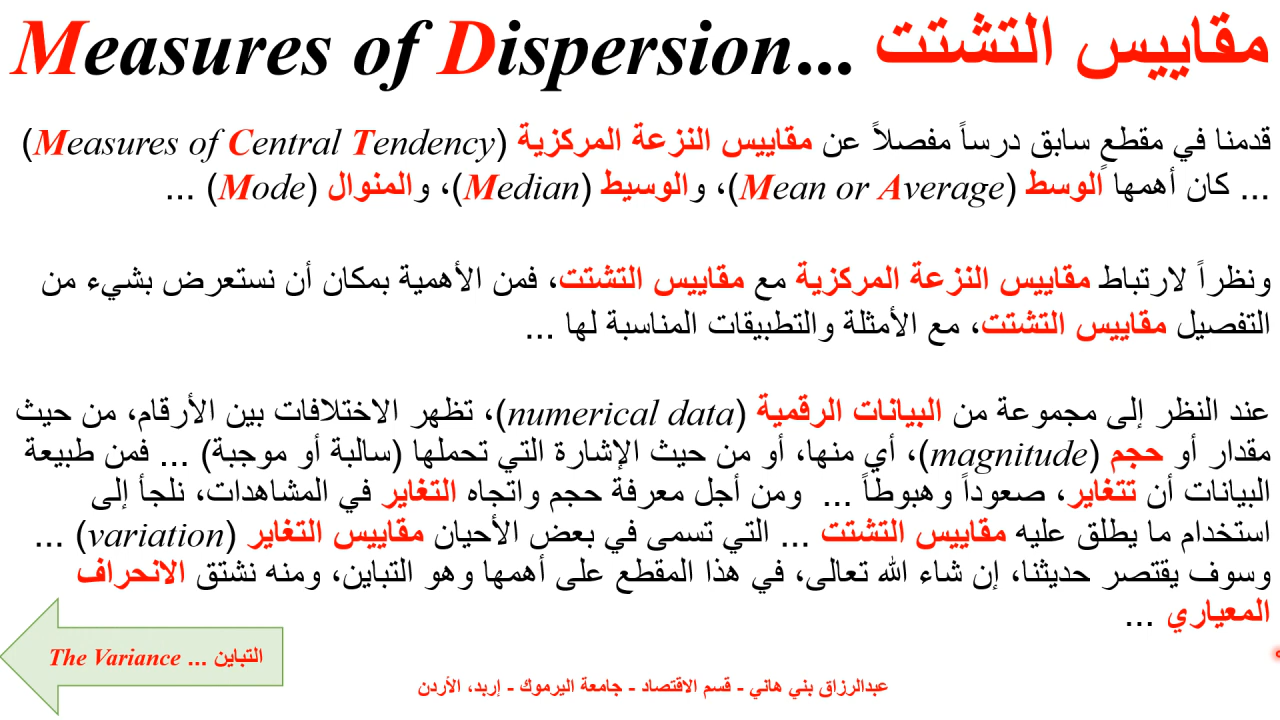 مقاييس التشتت ...Measures of Dispersion
قدمنا في مقطعٍ سابق درساً مفصلاً عن مقاييس النزعة المركزية (Measures of Central Tendency)
... كان أهمها الوسط (Mean or Average)، والوسيط (Median)، والمنوال (Mode) ...
ونظراً لارتباط مقاييس النزعة المركزية مع مقاييس التشتت، فمن الأهمية بمكان أن نستعرض بشيء من
التفصيل مقاييس التشتت، مع الأمثلة والتطبيقات المناسبة لها ...
عند النظر إلى مجموعة من البيانات الرقمية (numerical data)، تظهر الاختلافات بين الأرقام، من حيث
مقدار أو حجم (magnitude)، أي منها، أو من حيث الإشارة التي تحملها (سالبة أو موجبة) ... فمن طبيعة
البيانات أن تتغاير، صعوداً وهبوطاً ... ومن أجل معرفة حجم واتجاه التغاير في المشاهدات، نلجأ إلى
استخدام ما يطلق عليه مقاييس التشتت ... التي تسمى في بعض الأحيان مقاييس التغاير (variation) ...
وسوف يقتصر حديثنا، إن شاء الله تعالى، في هذا المقطع على أهمها وهو التباين، ومنه نشتق الانحراف
المعياري ...
التباين ... The Variance
عبدالرزاق بني هاني - قسم الاقتصاد - جامعة اليرموك - إربد، الأردن